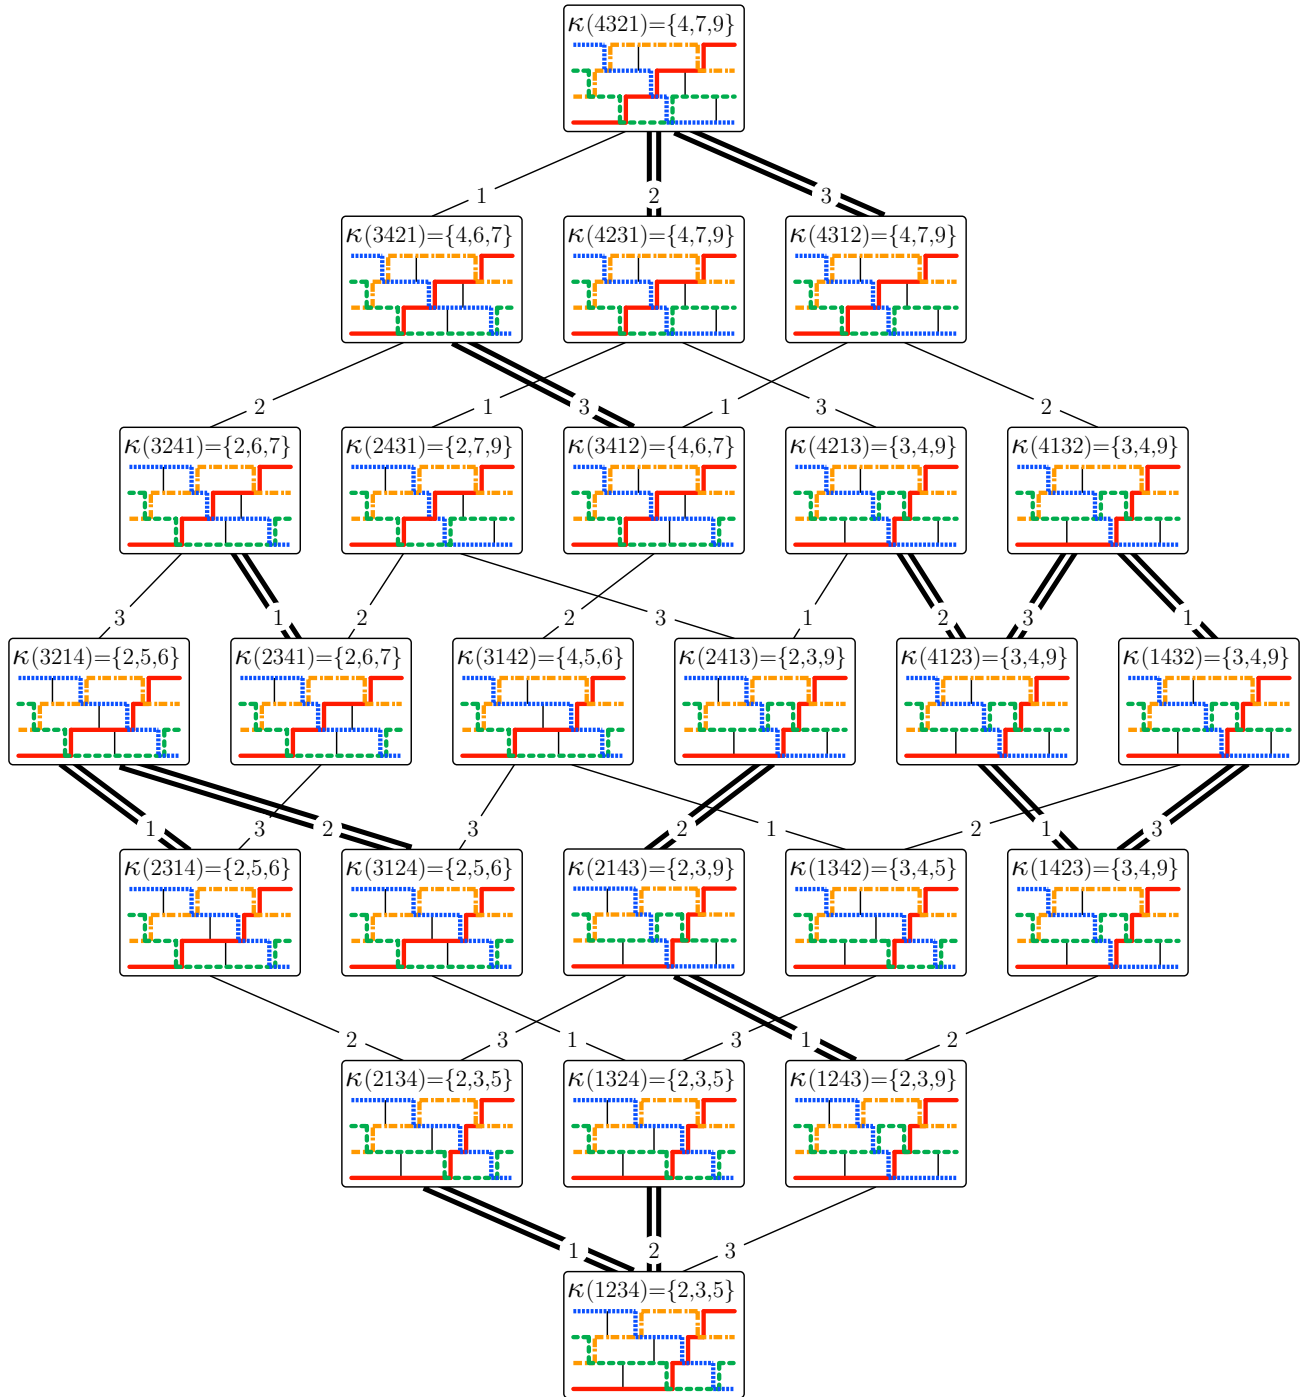 κ(4321)={4,7,9}
1 2 3
κ(3421)={4,6,7} κ(4231)={4,7,9} κ(4312)={4,7,9}
2 1 3 3 1 2
κ(3241)={2,6,7} κ(2431)={2,7,9} κ(3412)={4,6,7} κ(4213)={3,4,9} κ(4132)={3,4,9}
3 1 2 2 3 1 2 3 1
κ(3214)={2,5,6} κ(2341)={2,6,7} κ(3142)={4,5,6} κ(2413)={2,3,9} κ(4123)={3,4,9} κ(1432)={3,4,9}
1 3 2 3 2 1 2 1 3
κ(2314)={2,5,6} κ(3124)={2,5,6} κ(2143)={2,3,9} κ(1342)={3,4,5} κ(1423)={3,4,9}
2 3 1 3 1 2
κ(2134)={2,3,5} κ(1324)={2,3,5} κ(1243)={2,3,9}
1 2 3
κ(1234)={2,3,5}